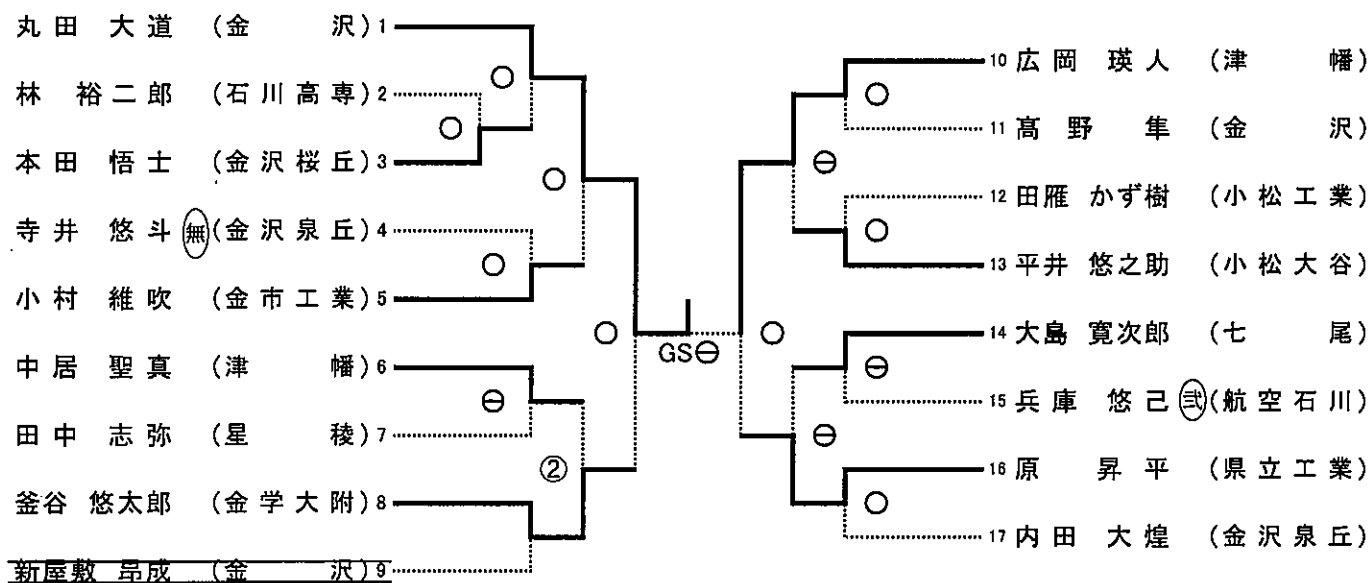 丸田 大道 (金 沢) 1
林 裕二郎 (石川高専) 2
本田 悟士 (金沢桜丘) 3
寺井 悠斗 無 (金沢泉丘) 4
小村 維吹 (金市工業) 5
中居 聖真 (津 幡) 6
田中 志弥 (星 稜) 7
②
釜谷 悠太郎 (金学大附) 8
新屋敷 昂成 (金 沢) 9
GS
10 広岡 瑛人 (津 幡)
11 髙野 隼 (金 沢)
12 田雁 かず樹 (小松工業)
13 平井 悠之助 (小松大谷)
14 大島 寛次郎 (七 尾)
15 兵庫 悠己 弐 (航空石川)
16 原 昇平 (県立工業)
17 内田 大煌 (金沢泉丘)